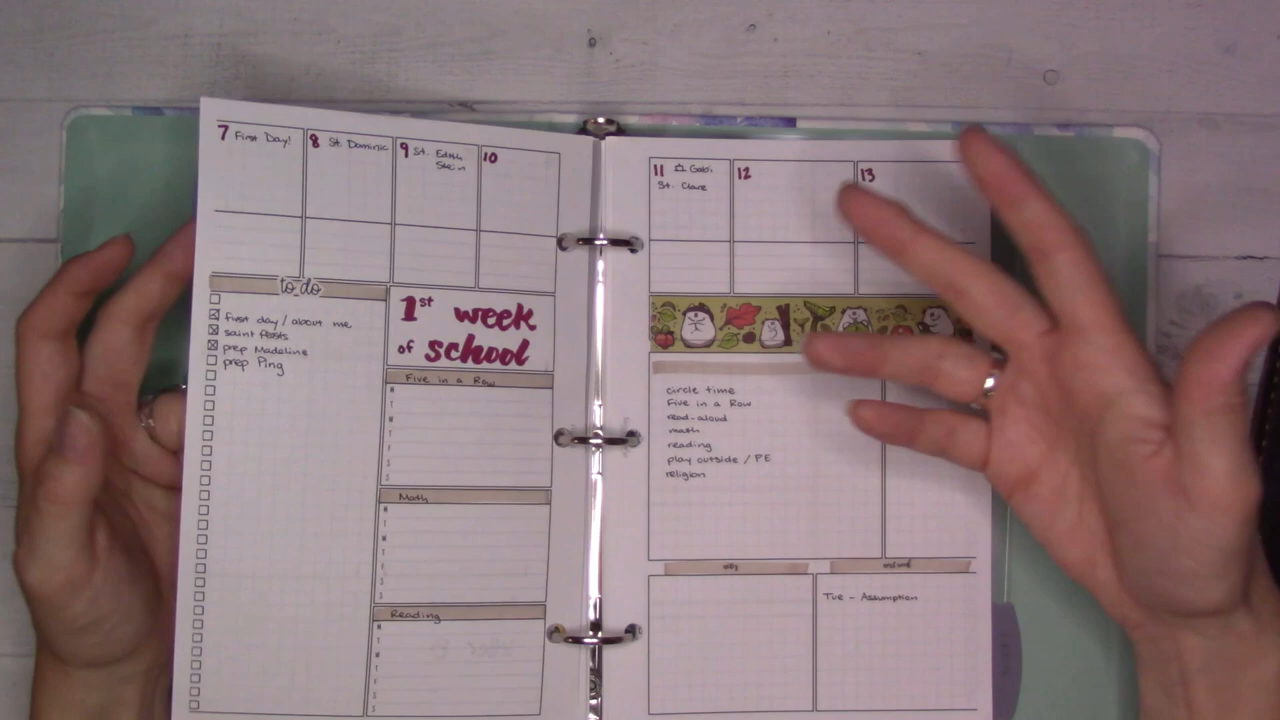 7 First Day!
8 St. Dominic
9 St. Edith
Stein
10
to do
first day / about me
saint feasts
prep Madeline
prep Ping
1st week
of school
Five in a Row
M
T
W
T
F
S
Math
M
T
W
T
F
S
Reading
M
T
W
T
F
S
11 Gabi
St. Clare
12
13
circle time
Five in a Row
read-aloud
math
reading
play outside / PE
religion
Tue - Assumption